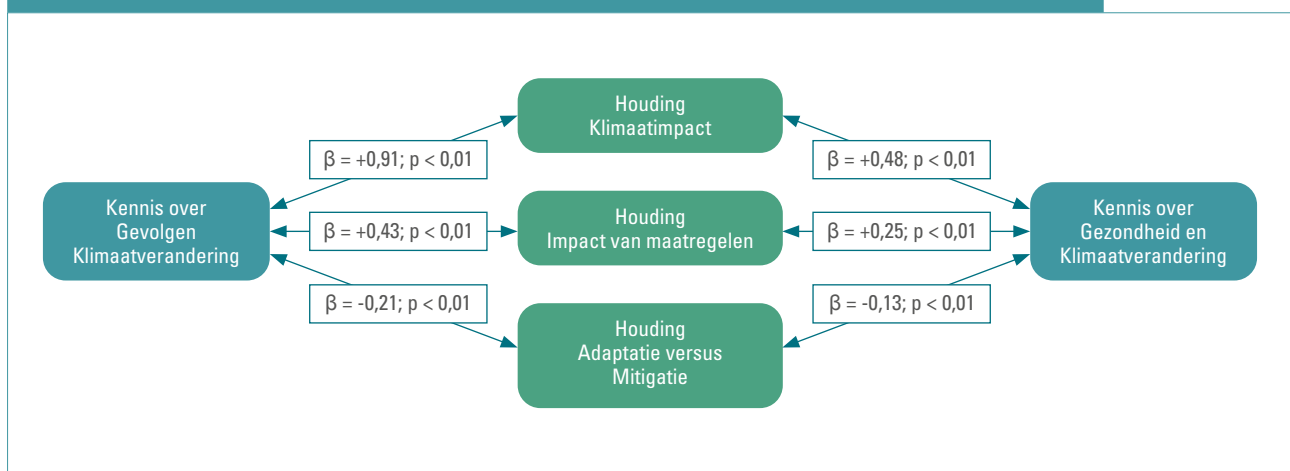 Houding
Klimaatimpact
β = +0,91; p < 0,01
β = +0,48; p < 0,01
Kennis over
Gevolgen
Klimaatverandering
Houding
Impact van maatregelen
Kennis over
Gezondheid en
Klimaatverandering
β = +0,43; p < 0,01
β = +0,25; p < 0,01
β = -0,21; p < 0,01
β = -0,13; p < 0,01
Houding
Adaptatie versus
Mitigatie